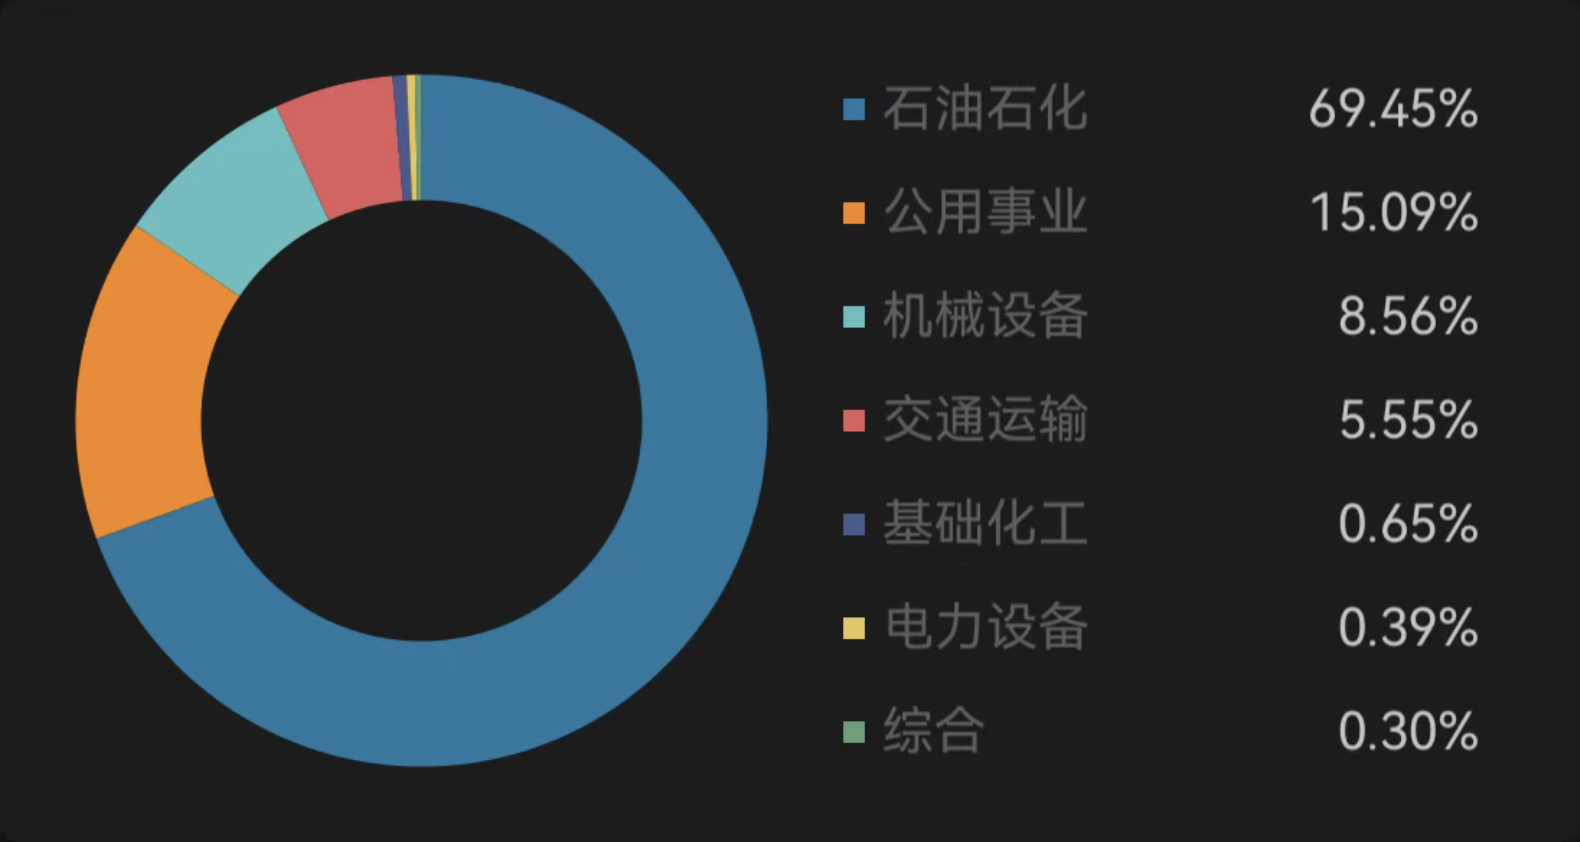 石油石化 69.45%
公用事业 15.09%
机械设备 8.56%
交通运输 5.55%
基础化工 0.65%
电力设备 0.39%
综合 0.30%